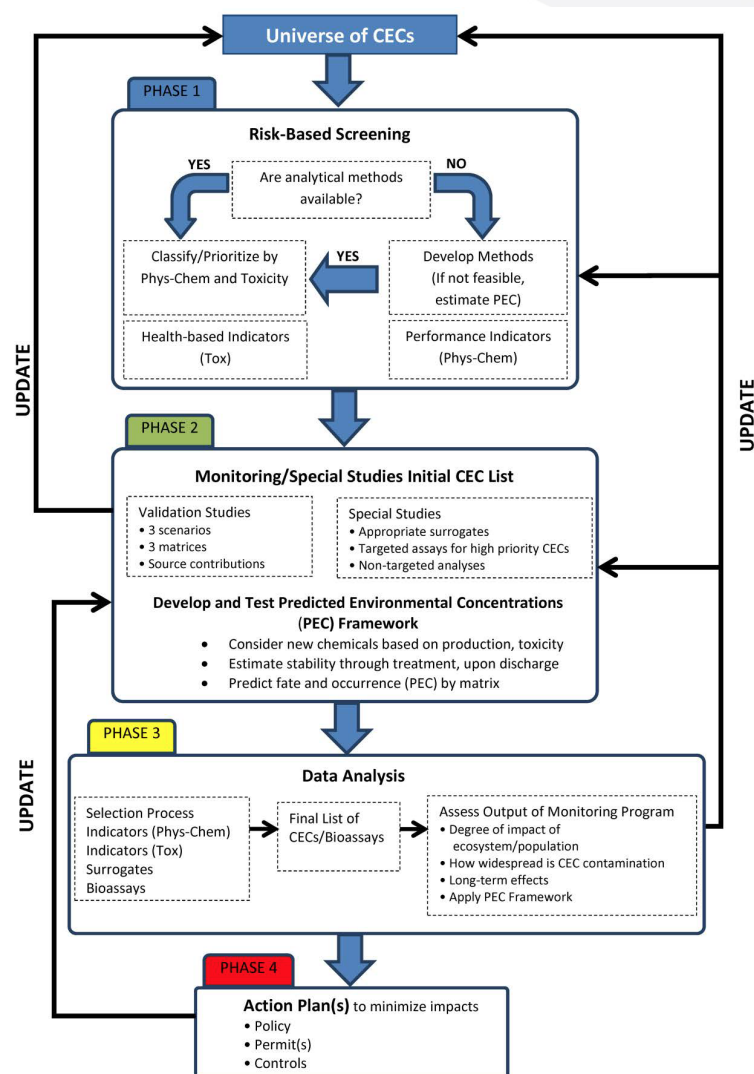 Universe of CECs
PHASE 1
Risk-Based Screening
YES
NO
Are analytical methods
available?
Classify/Prioritize by
Phys-Chem and Toxicity
YES
Develop Methods
(If not feasible,
estimate PEC)
Health-based Indicators
(Tox)
Performance Indicators
(Phys-Chem)
UPDATE
UPDATE
PHASE 2
Monitoring/Special Studies Initial CEC List
Validation Studies
• 3 scenarios
• 3 matrices
• Source contributions
Special Studies
• Appropriate surrogates
• Targeted assays for high priority CECs
• Non-targeted analyses
Develop and Test Predicted Environmental Concentrations
(PEC) Framework
• Consider new chemicals based on production, toxicity
• Estimate stability through treatment, upon discharge
• Predict fate and occurrence (PEC) by matrix
PHASE 3
Data Analysis
UPDATE
Selection Process
Indicators (Phys-Chem)
Indicators (Tox)
Surrogates
Bioassays
Final List of
CECs/Bioassays
Assess Output of Monitoring Program
• Degree of impact of
ecosystem/population
• How widespread is CEC contamination
• Long-term effects
• Apply PEC Framework
PHASE 4
Action Plan(s) to minimize impacts
• Policy
• Permit(s)
• Controls